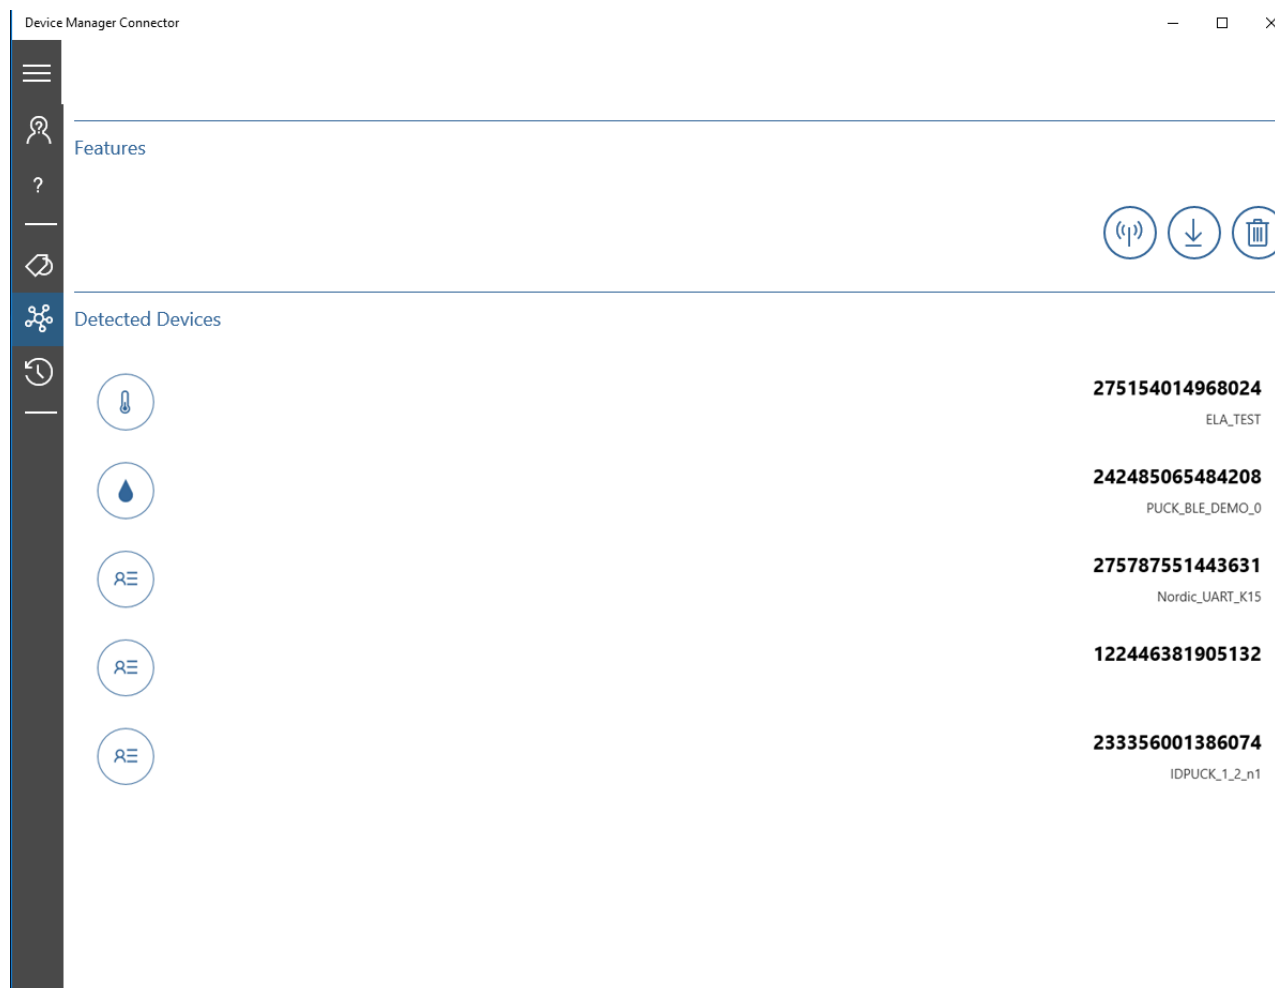 Device Manager Connector
?
Features
Detected Devices
275154014968024
ELA_TEST
242485065484208
PUCK_BLE_DEMO_0
275787551443631
Nordic_UART_K15
122446381905132
233356001386074
IDPUCK_1_2_n1